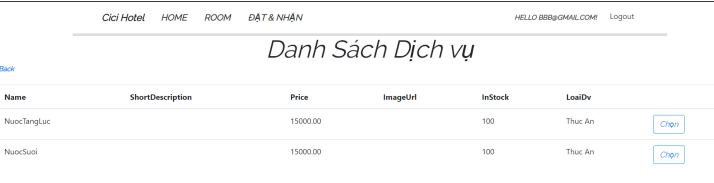 Cici Hotel HOME ROOM ĐẶT & NHẬN HELLO BBB@GMAIL.COM! Logout
Danh Sách Dịch vụ
Back
Name ShortDescription Price ImageUrl InStock LoaiDv
NuocTangLuc 15000.00 100 Thuc An Chọn
NuocSuoi 15000.00 100 Thuc An Chọn